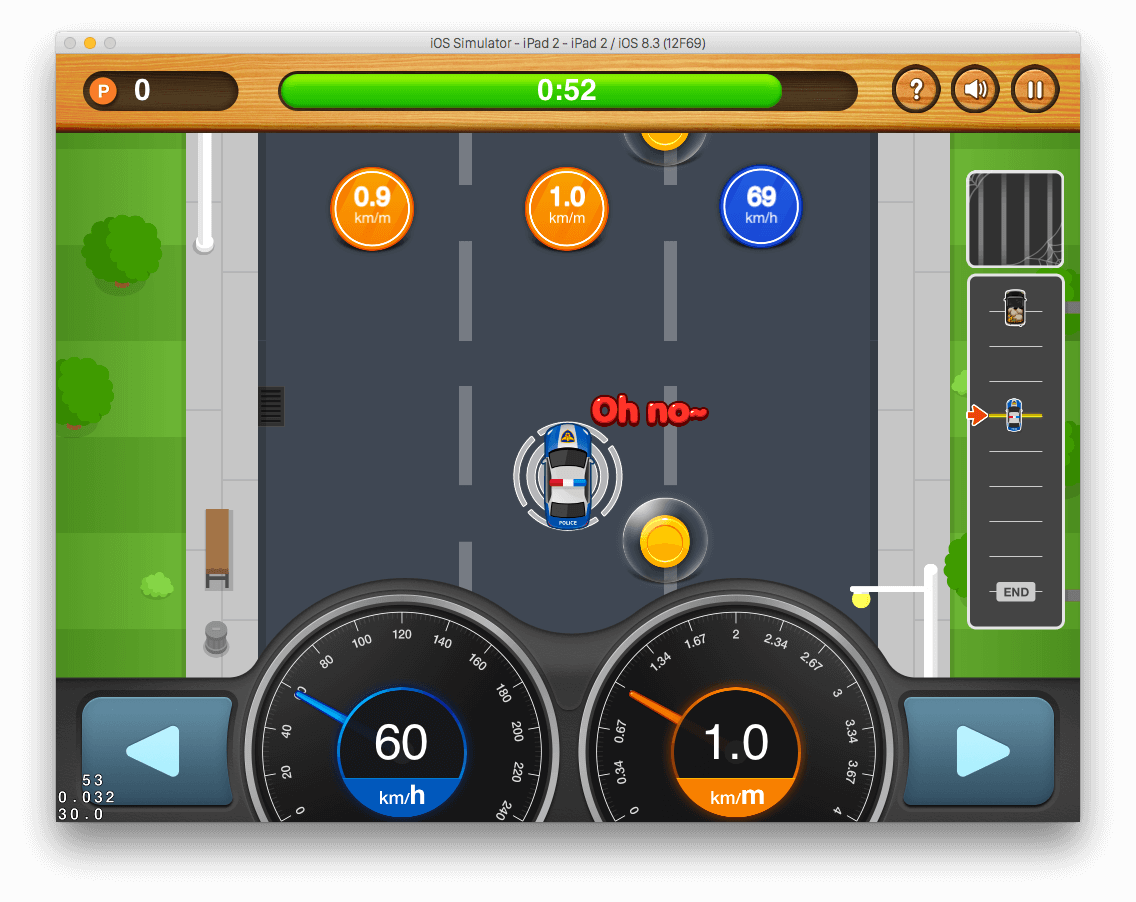 iOS Simulator - iPad 2 - iPad 2 / iOS 8.3 (12F69)
P 0
0:52
?
0.9
km/m
1.0
km/m
69
km/h
Oh no~
POLICE
END
0 20 40 60 80 100 120 140 160 180 200 220 240
60
km/h
0 0.34 0.67 1.34 1.67 2 2.34 2.67 3 3.34 3.67 4
1.0
km/m
53
0.032
30.0